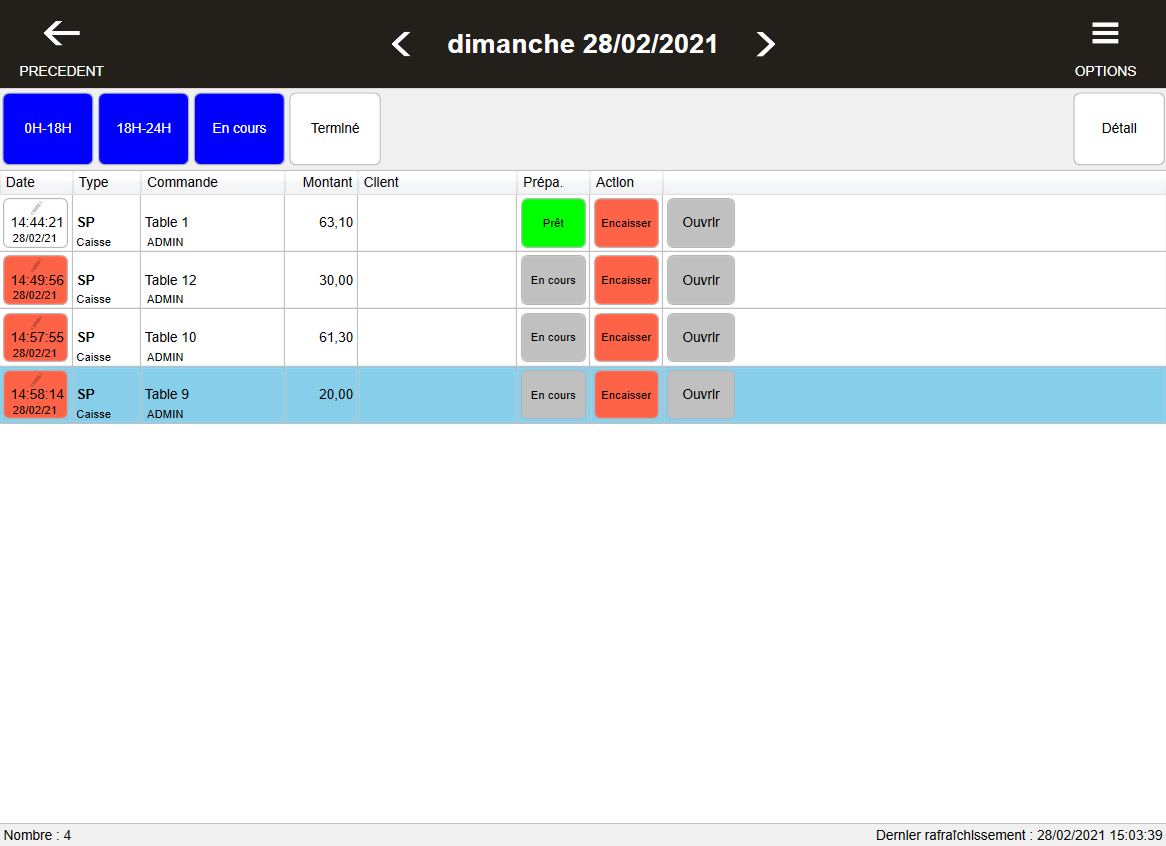 dimanche 28/02/2021
PRECEDENT
OPTIONS
0H-18H
18H-24H
En cours
Terminé
Détail
Date Type Commande Montant Client Prépa. Action
14:44:21 SP Table 1 63,10 Prêt Encaisser Ouvrir
28/02/21 Caisse ADMIN
14:49:56 SP Table 12 30,00 En cours Encaisser Ouvrir
28/02/21 Caisse ADMIN
14:57:55 SP Table 10 61,30 En cours Encaisser Ouvrir
28/02/21 Caisse ADMIN
14:58:14 SP Table 9 20,00 En cours Encaisser Ouvrir
28/02/21 Caisse ADMIN
Nombre : 4
Dernier rafraîchissement : 28/02/2021 15:03:39